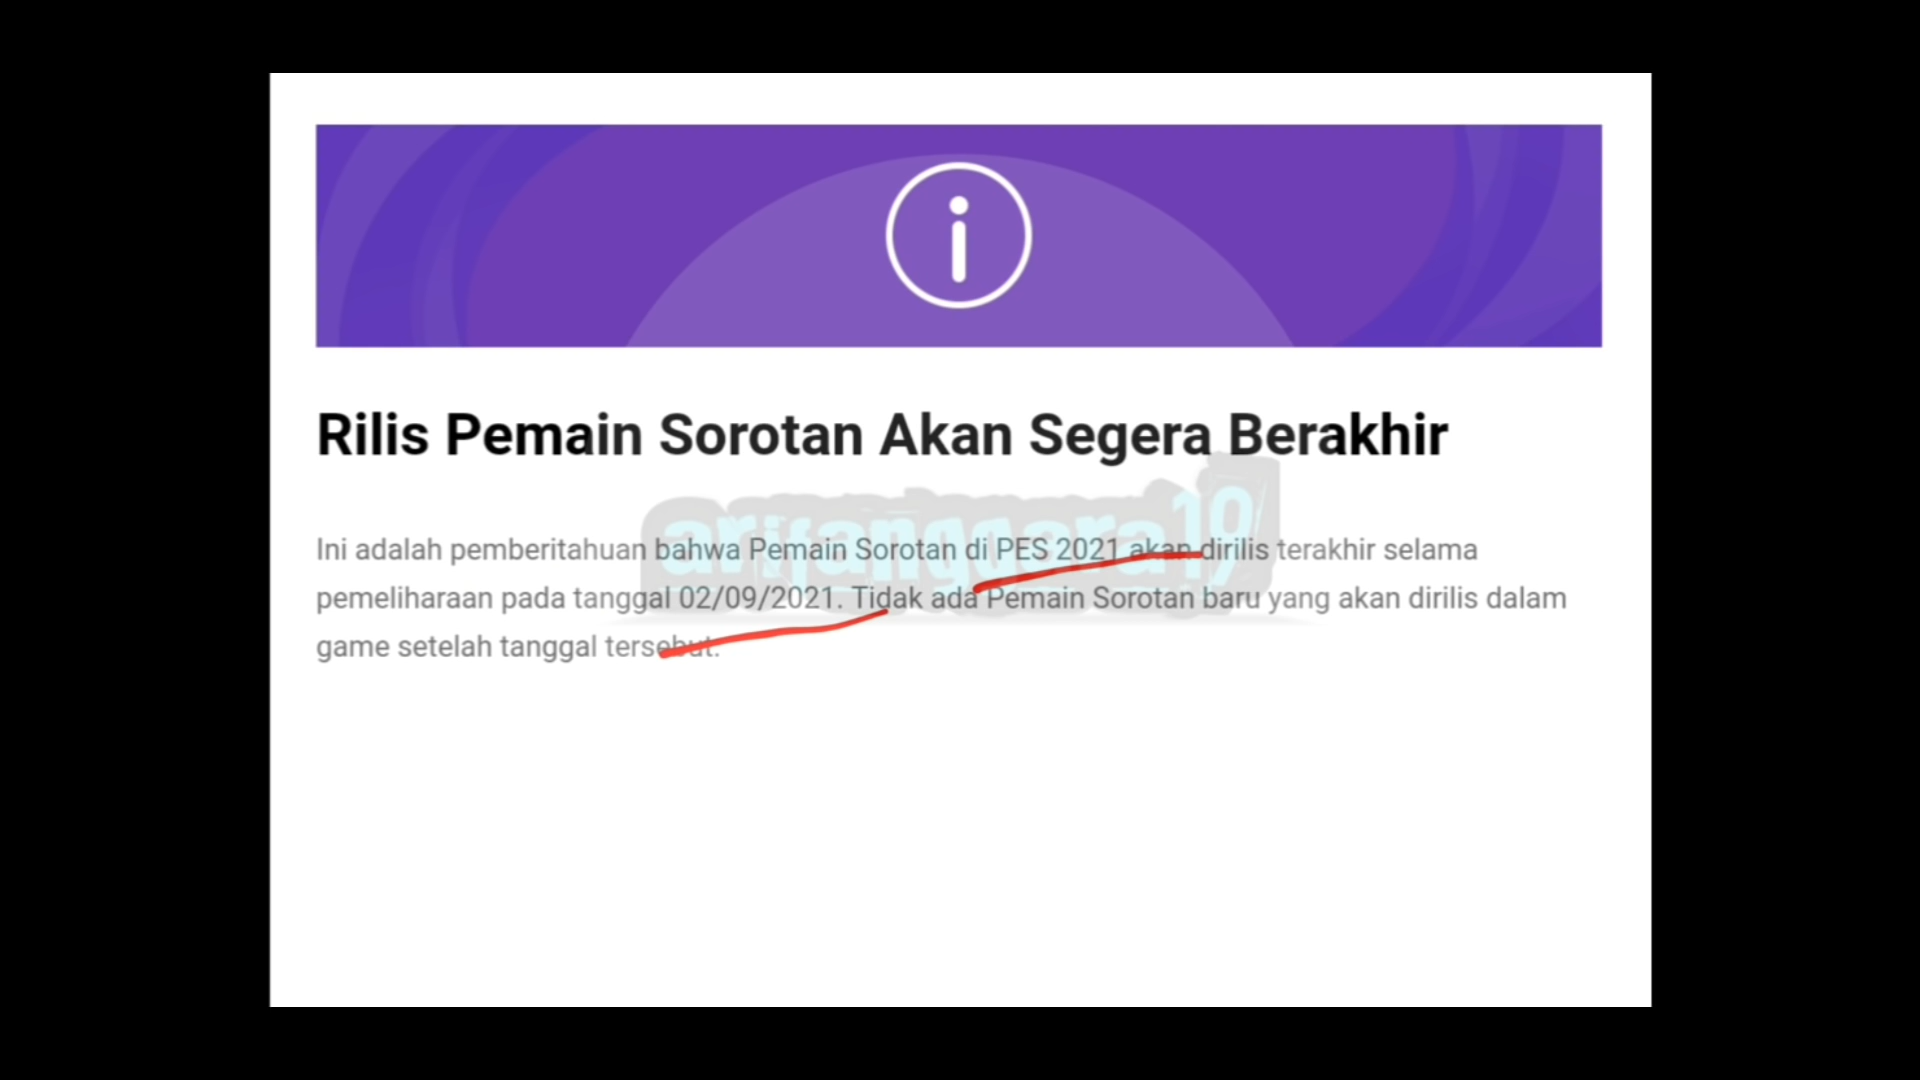 Rilis Pemain Sorotan Akan Segera Berakhir
arifanggara19
Ini adalah pemberitahuan bahwa Pemain Sorotan di PES 2021 akan dirilis terakhir selama
pemeliharaan pada tanggal 02/09/2021. Tidak ada Pemain Sorotan baru yang akan dirilis dalam
game setelah tanggal tersebut.